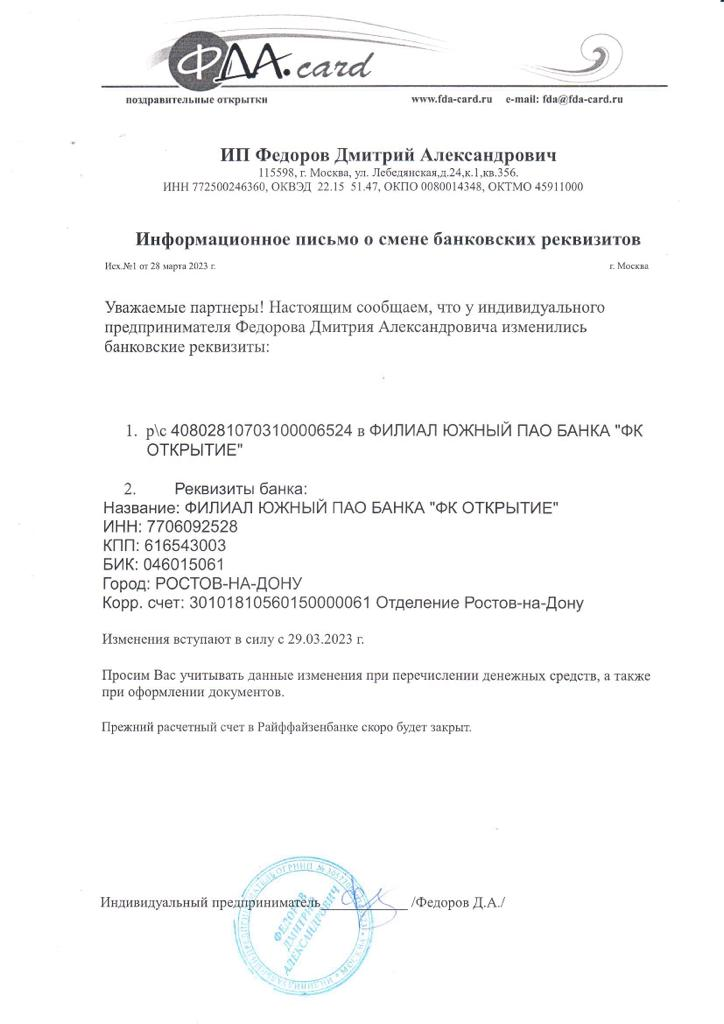 ФДА.card
поздравительные открытки www.fda-card.ru e-mail: fda@fda-card.ru
ИП Федоров Дмитрий Александрович
115598, г. Москва, ул. Лебедянская,д.24,к.1,кв.356.
ИНН 772500246360, ОКВЭД 22.15 51.47, ОКПО 0080014348, ОКТМО 45911000
Информационное письмо о смене банковских реквизитов
Исх.№1 от 28 марта 2023 г. г. Москва
Уважаемые партнеры! Настоящим сообщаем, что у индивидуального
предпринимателя Федорова Дмитрия Александровича изменились
банковские реквизиты:
1. р\с 40802810703100006524 в ФИЛИАЛ ЮЖНЫЙ ПАО БАНКА "ФК
ОТКРЫТИЕ"
2. Реквизиты банка:
Название: ФИЛИАЛ ЮЖНЫЙ ПАО БАНКА "ФК ОТКРЫТИЕ"
ИНН: 7706092528
КПП: 616543003
БИК: 046015061
Город: РОСТОВ-НА-ДОНУ
Корр. счет: 30101810560150000061 Отделение Ростов-на-Дону
Изменения вступают в силу с 29.03.2023 г.
Просим Вас учитывать данные изменения при перечислении денежных средств, а также
при оформлении документов.
Прежний расчетный счет в Райффайзенбанке скоро будет закрыт.
Индивидуальный предприниматель____________ /Федоров Д.А./
ФЕДОРОВ
ДМИТРИЙ
АЛЕКСАНДРОВИЧ